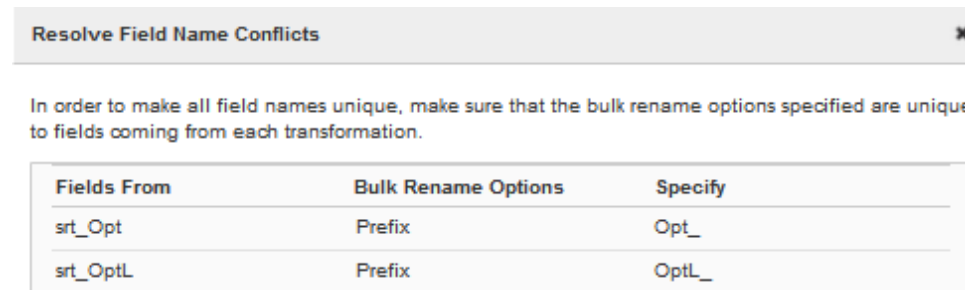 Resolve Field Name Conflicts
In order to make all field names unique, make sure that the bulk rename options specified are unique
to fields coming from each transformation.
Fields From Bulk Rename Options Specify
srt_Opt Prefix Opt_
srt_OptL Prefix OptL_